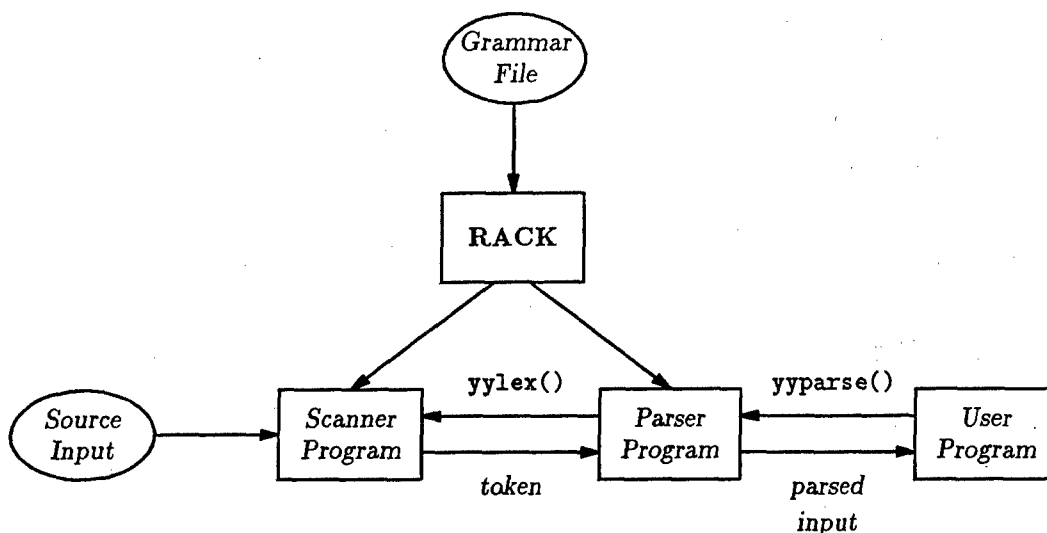 Grammar
File
RACK
yylex()
yyparse()
Source
Input
Scanner
Program
Parser
Program
User
Program
token
parsed
input